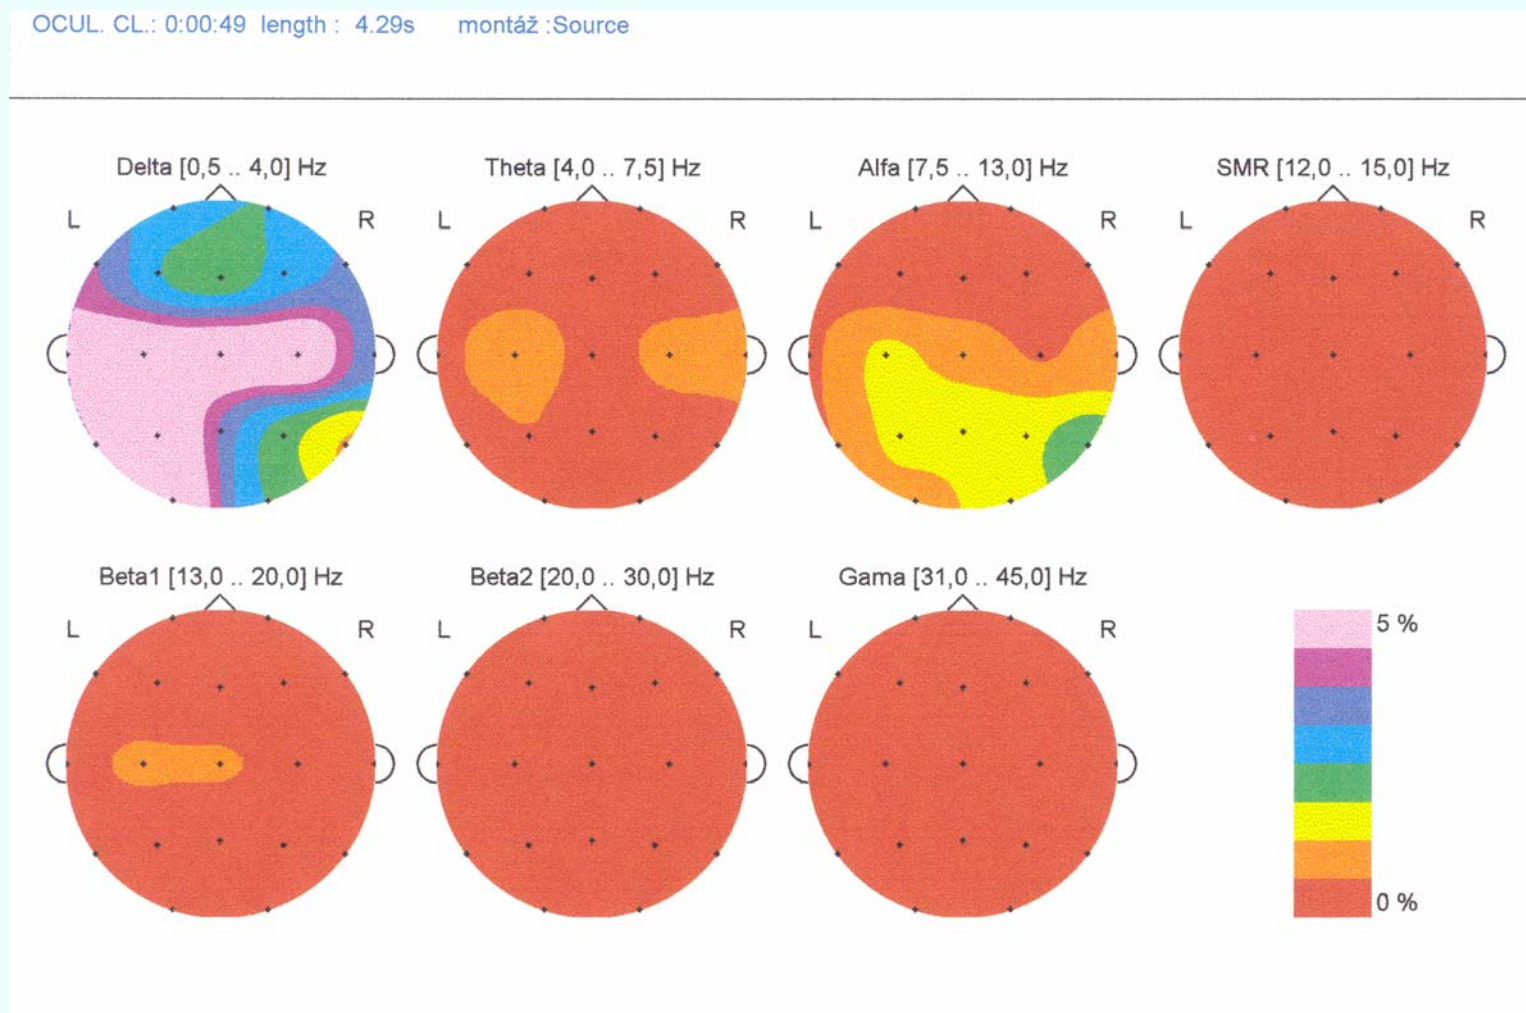 OCUL. CL.: 0:00:49 length : 4.29s montáž :Source
Delta [0,5 .. 4,0] Hz
L R
Theta [4,0 .. 7,5] Hz
L R
Alfa [7,5 .. 13,0] Hz
L R
SMR [12,0 .. 15,0] Hz
L R
Beta1 [13,0 .. 20,0] Hz
L R
Beta2 [20,0 .. 30,0] Hz
L R
Gama [31,0 .. 45,0] Hz
L R
5 %
0 %